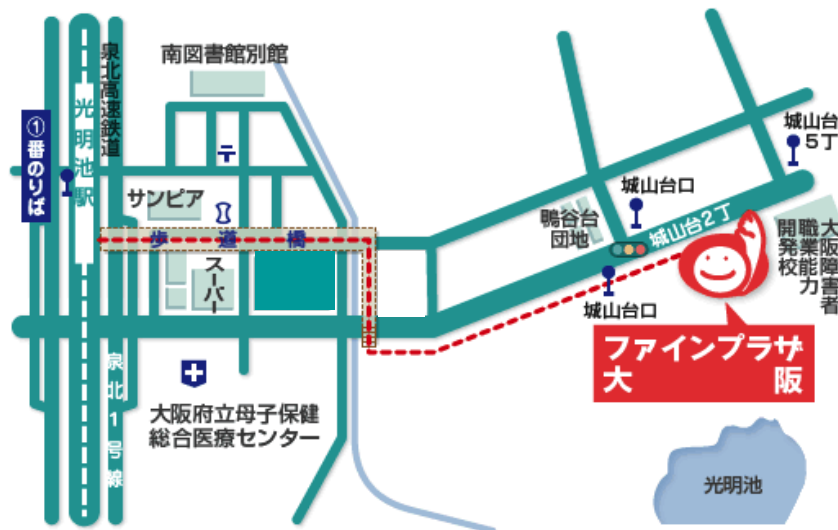 南図書館別館
泉北高速鉄道
光明池駅
①番のりば
〒
サンピア
歩道橋
スーパー
大阪府立母子保健
総合医療センター
泉北1号線
鴨谷台
団地
城山台口
城山台口
城山台2丁
城山台
5丁
大阪障害者
職業能力
開発校
ファインプラザ
大阪
光明池